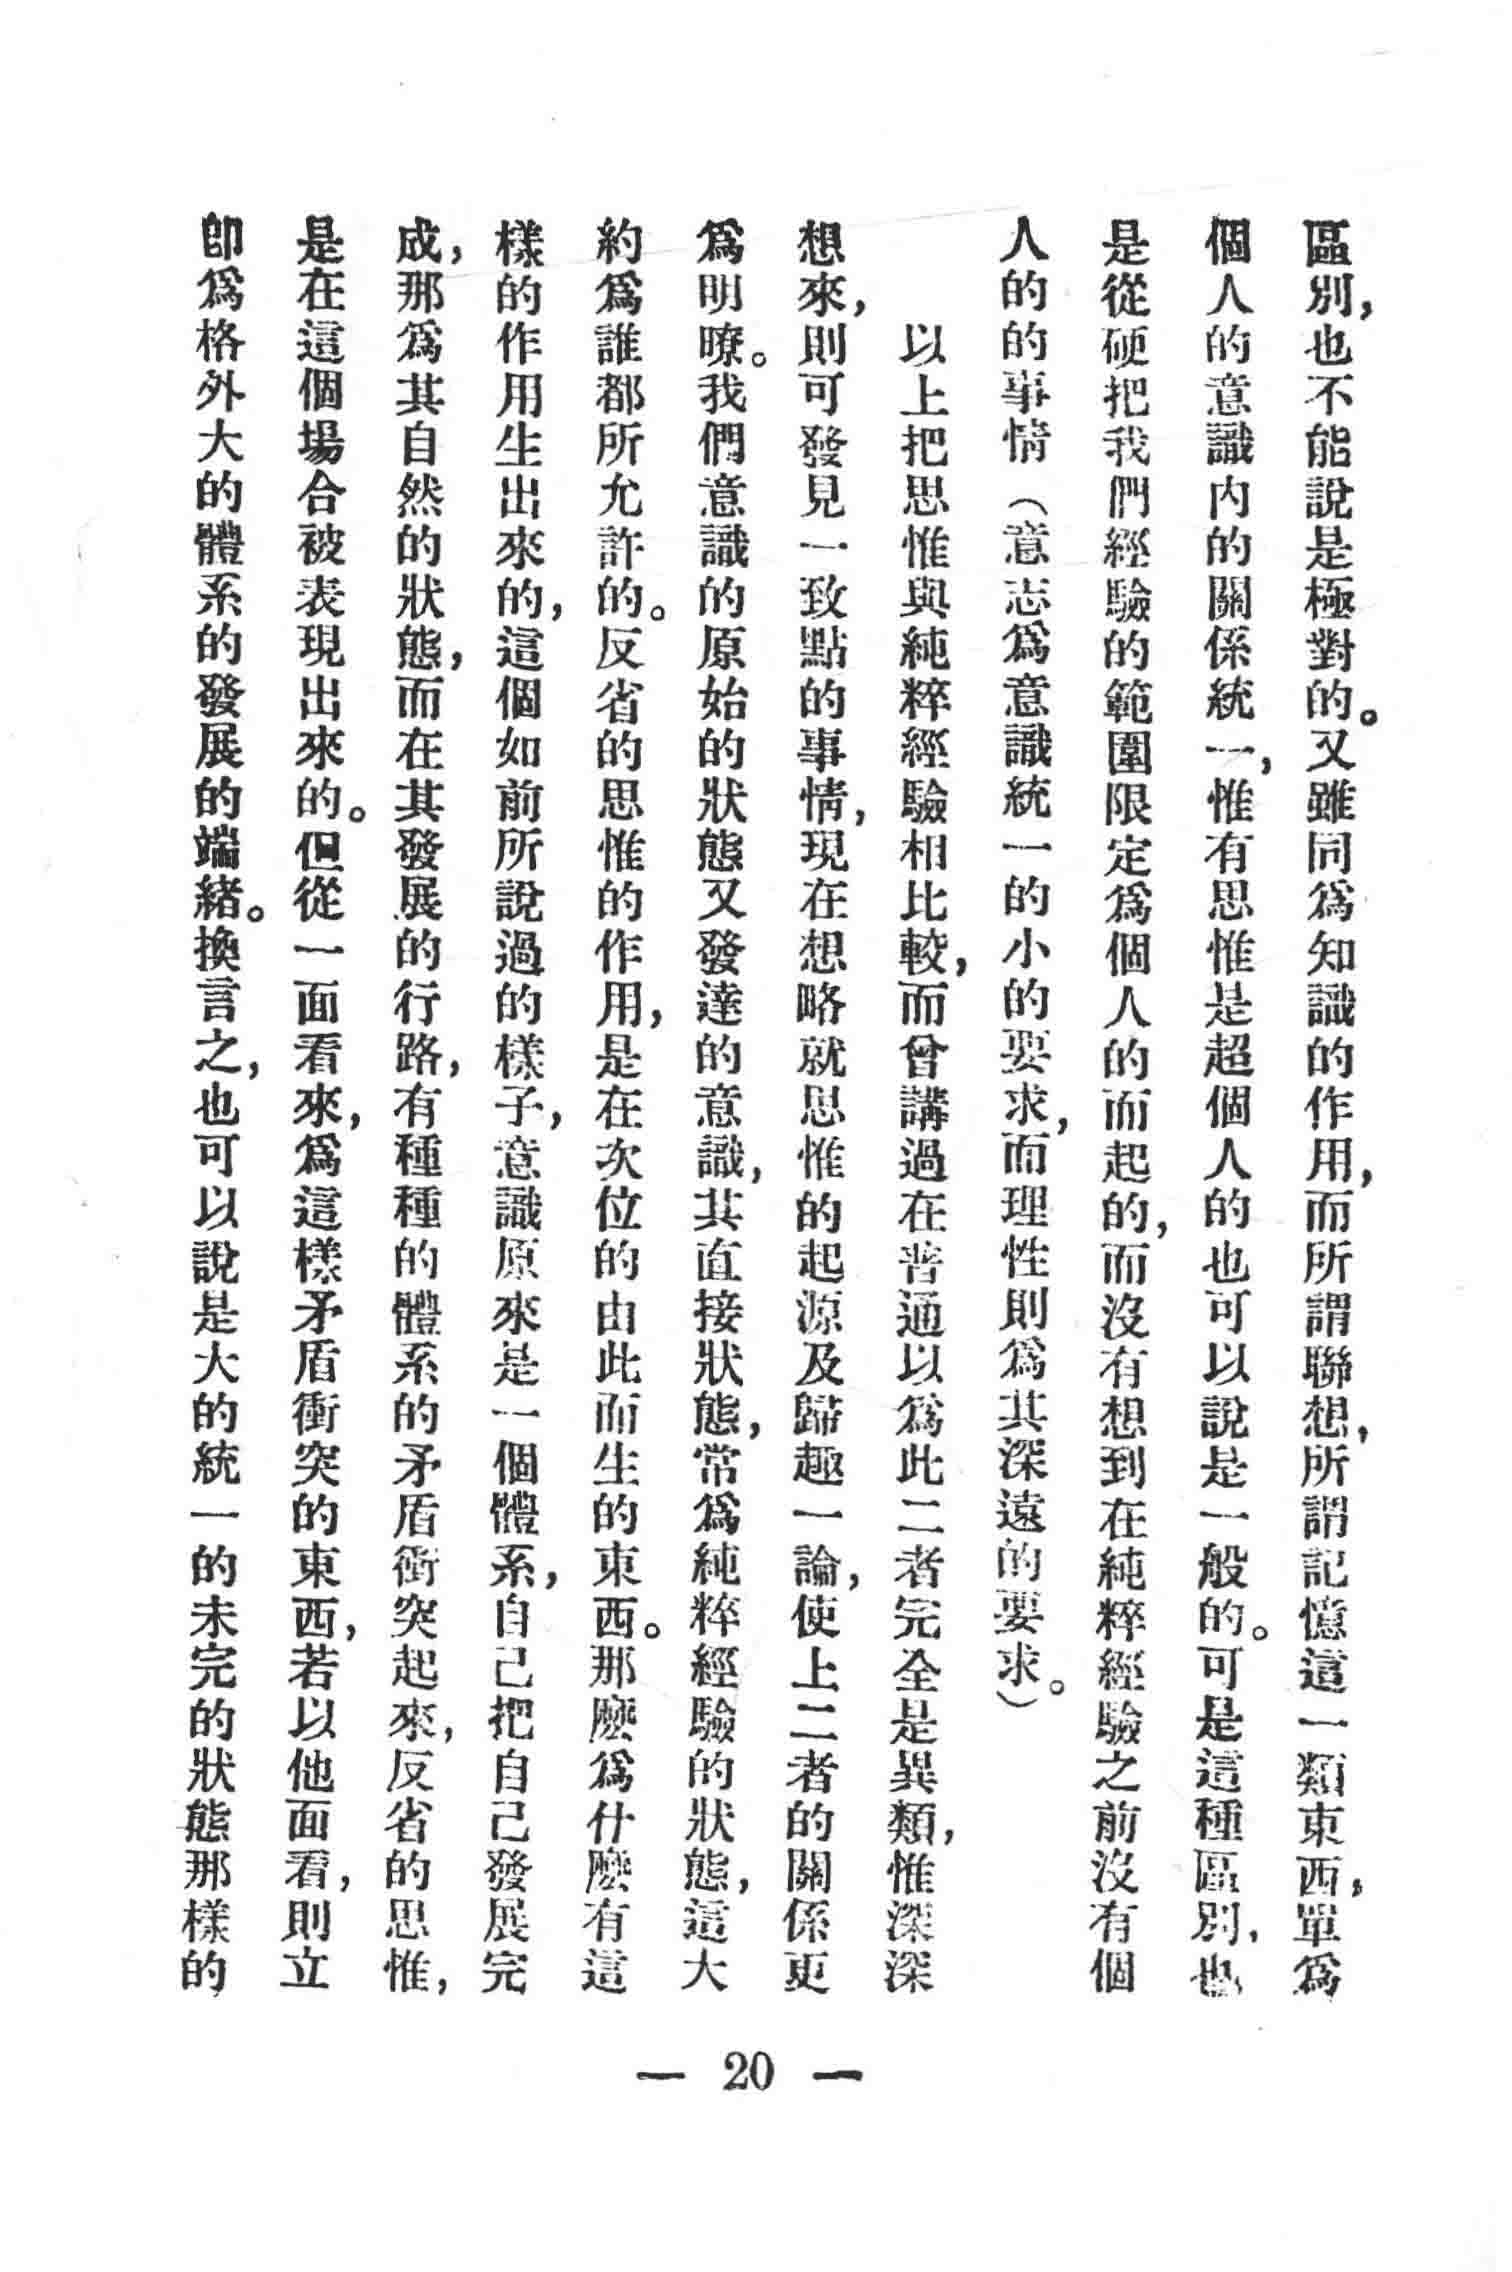 區別，也不能說是極對的。又雖同爲知識的作用，而所謂聯想，所謂記憶這一類東西，單爲
個人的意識內的關係統一，惟有思惟是超個人的也可以說是一般的。可是這種區別，也
是從硬把我們經驗的範圍限定爲個人的而起的，而沒有想到在純粹經驗之前沒有個
人的的事情（意志爲意識統一的小的要求，而理性則爲其深遠的要求。）
以上把思惟與純粹經驗相比較，而曾講過在普通以爲此二者完全是異類，惟深深
想來，則可發見一致點的事情，現在想略就思惟的起源及歸趣一論，使上二者的關係更
爲明瞭。我們意識的原始的狀態又發達的意識，其直接狀態，常爲純粹經驗的狀態，這大
約爲誰都所允許的。反省的思惟的作用，是在次位的由此而生的東西。那麽爲什麽有這
樣的作用生出來的，這個如前所說過的樣子，意識原來是一個體系，自己把自己發展完
成，那爲其自然的狀態，而在其發展的行路，有種種的體系的矛盾衝突起來，反省的思惟，
是在這個場合被表現出來的。但從一面看來，爲這樣矛盾衝突的東西，若以他面看，則立
卽爲格外大的體系的發展的端緒。換言之，也可以說是大的統一的未完的狀態那樣的
— 20 —